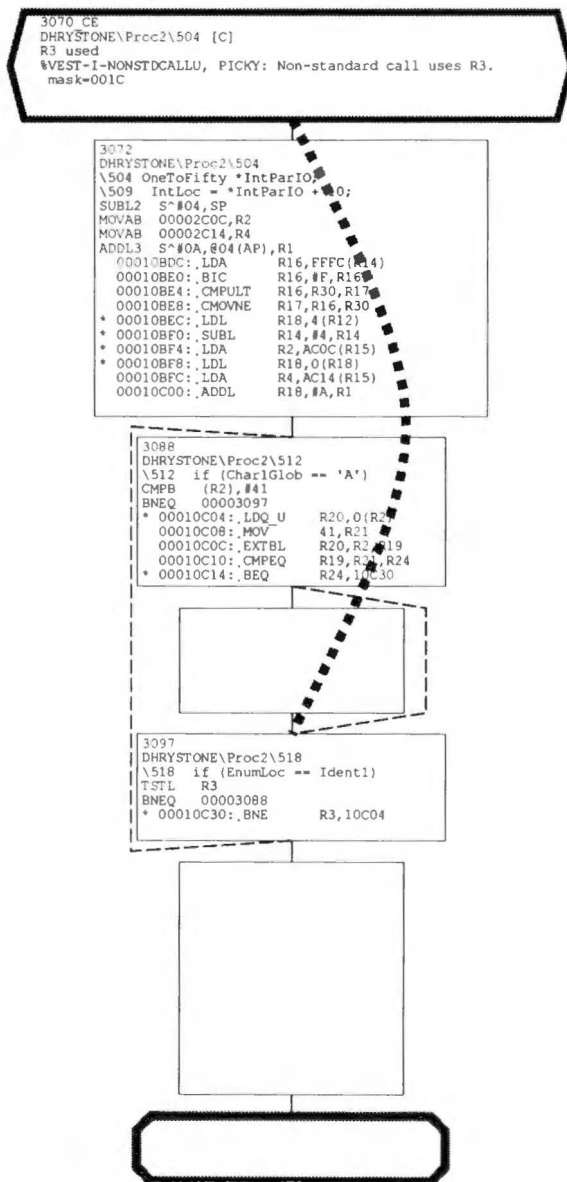 3070 CE
DHRYSTONE\Proc2\504 [C]
R3 used
%VEST-I-NONSTDCALLU, PICKY: Non-standard call uses R3.
mask=001C
3072
DHRYSTONE\Proc2\504
\504 OneToFifty *IntParIO;
\509 IntLoc = *IntParIO + 10;
SUBL2 S^#04,SP
MOVAB 00002C0C,R2
MOVAB 00002C14,R4
ADDL3 S^#0A,@04(AP),R1
00010BDC: LDA R16,FFFC(R14)
00010BE0: BIC R16,#F,R16
00010BE4: CMPULT R16,R30,R17
00010BE8: CMOVNE R17,R16,R30
* 00010BEC: LDL R18,4(R12)
* 00010BF0: SUBL R14,#4,R14
* 00010BF4: LDA R2,AC0C(R15)
* 00010BF8: LDL R18,0(R18)
00010BFC: LDA R4,AC14(R15)
00010C00: ADDL R18,#A,R1
3088
DHRYSTONE\Proc2\512
\512 if (Char1Glob == 'A')
CMPB (R2),#41
BNEQ 00003097
* 00010C04: LDQ_U R20,0(R2)
00010C08: MOV 41,R21
00010C0C: EXTBL R20,R2,R19
00010C10: CMPEQ R19,R21,R24
* 00010C14: BEQ R24,10C30
3097
DHRYSTONE\Proc2\518
\518 if (EnumLoc == Ident1)
TSTL R3
BNEQ 00003088
* 00010C30: BNE R3,10C04